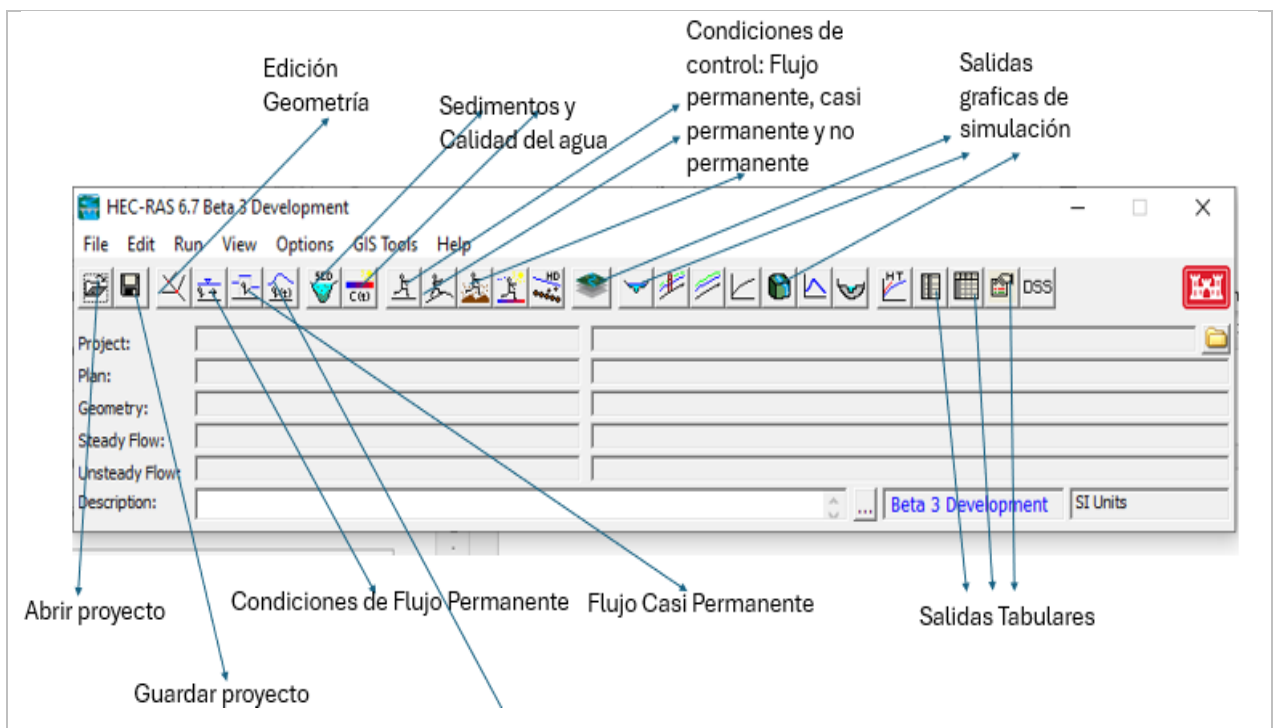 Edición
Geometría
Sedimentos y
Calidad del agua
Condiciones de
control: Flujo
permanente, casi
permanente y no
permanente
Salidas
graficas de
simulación
HEC-RAS 6.7 Beta 3 Development
File Edit Run View Options GIS Tools Help
SED
C(t)
HD
H T.
DSS
Project:
Plan:
Geometry:
Steady Flow:
Unsteady Flow:
Description:
... Beta 3 Development SI Units
Abrir proyecto
Condiciones de Flujo Permanente
Flujo Casi Permanente
Salidas Tabulares
Guardar proyecto